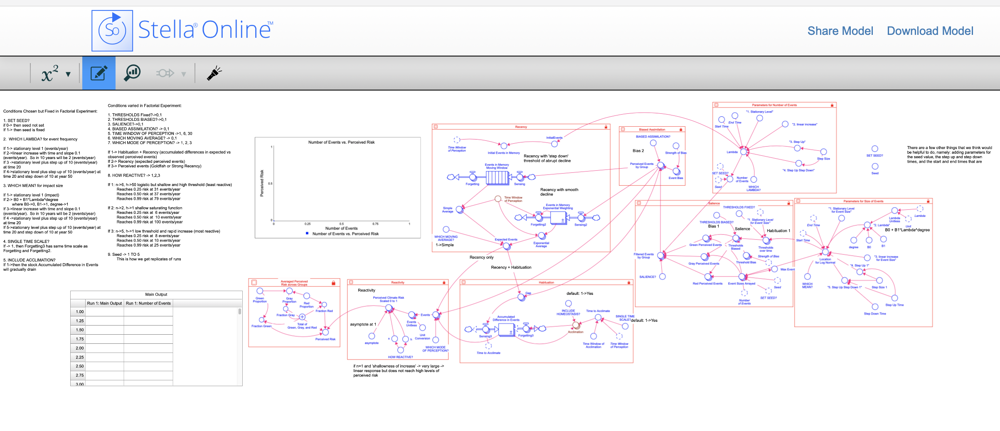 So
Stella® Online™
Share Model
Download Model
x²
Conditions Chosen but Fixed in Factorial Experiment:
1. SET SEED?
if 0-> then seed not set
If 1-> then seed is fixed
2.  WHICH LAMBDA? for event frequency
If 1-> stationary level 1 (events/year)
If 2->linear increase with time and slope 0.1
(events/year).  So in 10 years will be 2 (events/year)
If 3 ->stationary level plus step up of 10 (events/year)
at time 20
If 4->stationary level plus step up of 10 (events/year) at
time 20 and step down of 10 at year 50
3. WHICH MEAN? for impact size
If 1-> stationary level 1 (impact)
If 2-> B0 + B1*Lambda^degree
where B0->0, B1->1, degree->1
If 3->linear increase with time and slope 0.1
(events/year).  So in 10 years will be 2 (events/year)
If 4 ->stationary level plus step up of 10 (events/year)
at time 20
If 5->stationary level plus step up of 10 (events/year) at
time 20 and step down of 10 at year 50
4. SINGLE TIME SCALE?
If -> 1, then Forgetting3 has same time scale as
Forgetting and Forgetting2.
5. INCLUDE ACCLIMATION?
If 1->then the stock Accumulated Difference in Events
will gradually drain
Conditions varied in Factorial Experiment:
1. THRESHOLDS Fixed?->0,1
2. THRESHOLDS BIASED?->0,1
3. SALIENCE?->0,1
4. BIASED ASSIMILATION? -> 0,1
5. TIME WINDOW OF PERCEPTION ->1, 6, 30
6. WHICH MOVING AVERAGE? -> 0,1
7. WHICH MODE OF PERCEPTION? -> 1, 2, 3
If 1-> Habituation + Recency (accumulated differences in expected vs
observed perceived events)
If 2-> Recency (expected perceived events)
If 3-> Perceived events (Goldfish or Strong Recency)
8. HOW REACTIVE? -> 1,2,3
If 1: n->6, h->50 logistic but shallow and high threshold (least reactive)
Reaches 0.25 risk at 31 events/year
Reaches 0.50 risk at 37 events/year
Reaches 0.99 risk at 79 events/year
If 2: n->2, h->1 shallow saturating function
Reaches 0.25 risk at  6 events/year
Reaches 0.50 risk at  10 events/year
Reaches 0.99 risk at 100 events/year
If 3: n->5, h->1 low threshold and rapid increase (most reactive)
Reaches 0.25 risk at  8 events/year
Reaches 0.50 risk at 10 events/year
Reaches 0.99 risk at 25 events/year
9. Seed -> 1 TO 5
This is how we get replicates of runs
Number of Events vs. Perceived Risk
Perceived Risk
1
0.5
0
0
0.25
0.5
0.75
1
Number of Events
Number of Events vs. Perceived Risk
Main Output
Run 1: Main Output
Run 1: Number of Events
1.00
1.25
1.50
1.75
2.00
2.25
2.50
2.75
3.00
Recency
Time Window
of Perception
InitialEvents
Initial Events in Memory
Recency with 'step down'
threshold of abrupt decline
Events in Memory
Moving Window
Forgetting
Sensing
Recency with smooth
decline
Time Window
of Perception
Events in Memory
Exponential Weighting
Simple
Average
Forgetting2
Sensing2
WHICH MOVING
AVERAGE?
1->Simple
Expected Events
Exponential
Average
Recency only
Recency + Habituation
Biased Assimilation
BIASED ASSIMILATION?
Bias 2
Strength of Bias
Perceived Events
by Group
Event Bias
Parameters for Number of Events
"1. Stationary Level"
Start Time
End Time
"2. linear increase"
"3. Step Up"
Lambda
Step Size
"4. Step Up Step Down"
SET SEED?
Number
of Events
Seed
WHICH
LAMBDA?
SET SEED?
Seed
There are a few other things that we think would
be helpful to do, namely: adding parameters for
the seed value, the step up and step down
times, and the start and end times that are
Salience
THRESHOLDS FIXED?
THRESHOLDS BIASED?
"1. Stationary Level
for Event Size"
Bias 1
Salience
Habituation 1
Green Perceived Events
Thresholds
Biased
Thresholds
over time
Filtered Events
by Group
Strength of Bias
Gray Perceived Events
Threshold Bias
Max Event
SALIENCE?
Red Perceived Events
Event Sizes Arrayed
Seed
Number
of Events
SET SEED?
Parameters for Size of Events
"1. Stationary Level
for Event Size"
Lambda
Lambda
Unitless
Unit
End Time
"2. Lambda"
B0 + B1*Lambda^degree
Start Time
degree
B0
B1
Location
for Log Normal
"3. linear increase
for Event Size"
"4. Step Up 1"
WHICH
MEAN?
"5. Step Up Step Down 1"
Step Size 1
Step Up Time
Step Down Time
Averaged Perceived
Risk across Groups
Green
Proportion
Gray
Proportion
Red
Proportion
Fraction Red
Fraction Gray
Fraction Green
Total of
Green, Gray, and Red
Perceived Risk
Reactivity
Reactivity
Perceived Climate Risk
Scaled 0 to 1
Events
Events
Unitless
asymptote at 1
asymptote
n
h
Unit
Conversion
WHICH MODE
OF PERCEPTION?
HOW REACTIVE?
if n=1 and 'shallowness of increase' -> very large ->
linear response but does not reach high levels of
perceived risk
Habituation
Gap
default: 1->Yes
INCLUDE
HOMEOSTASIS?
Time to Acclimate
Accumulated
Difference in Events
SINGLE TIME
SCALE?
default: 1->Yes
Sensing3
Forgetting3
Acclimation
Time to Acclimate
Time Window of
Acclimation
Time Window
of Perception